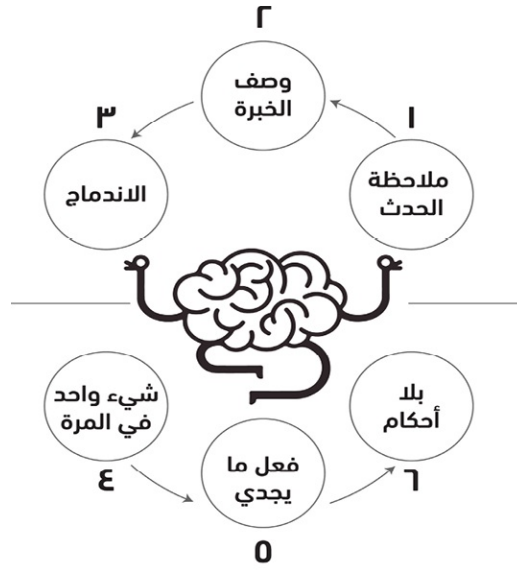 ١
ملاحظة
الحدث
٢
وصف
الخبرة
٣
الاندماج
شيء واحد
في المرة
٤
فعل ما
يجدي
٥
بلا
أحكام
٦